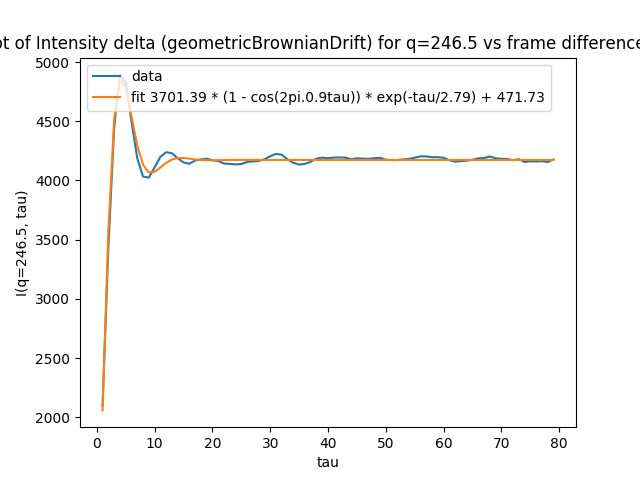 ot of Intensity delta (geometricBrownianDrift) for q=246.5 vs frame difference
data
fit 3701.39 * (1 - cos(2pi.0.9tau)) * exp(-tau/2.79) + 471.73
5000
4500
4000
3500
3000
2500
2000
I(q=246.5, tau)
0 10 20 30 40 50 60 70 80
tau